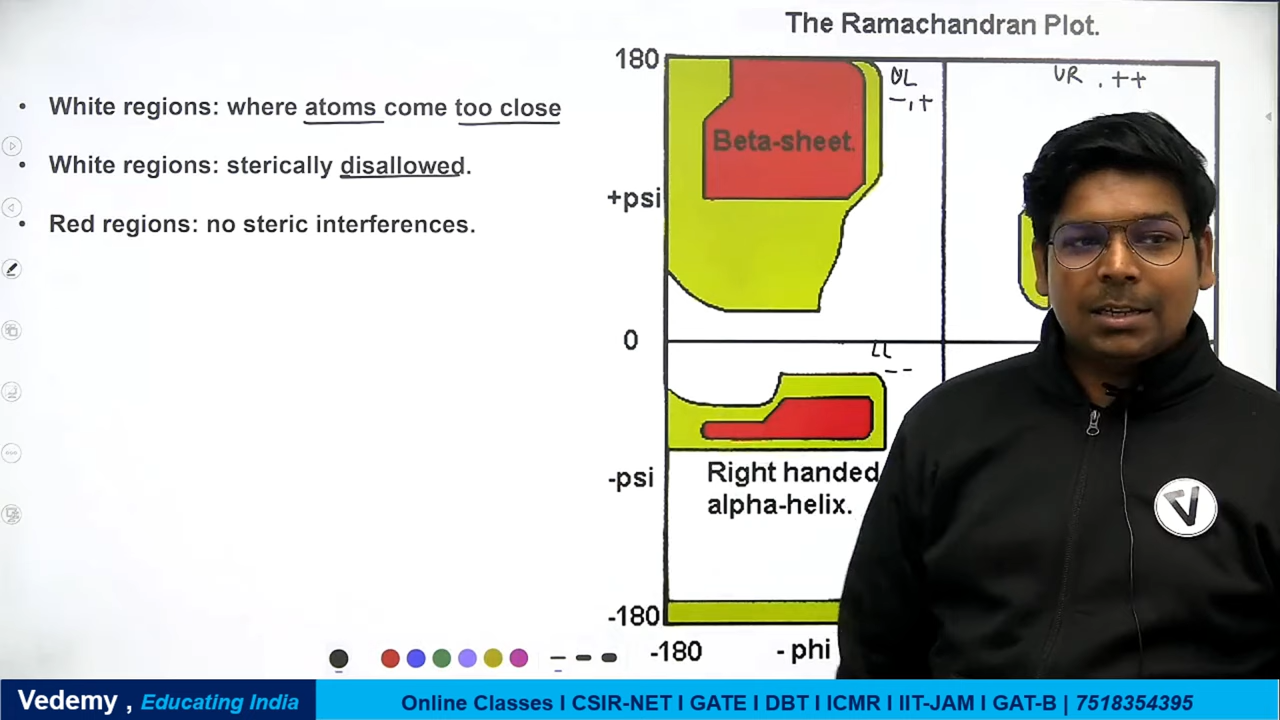 The Ramachandran Plot.
• White regions: where atoms come too close
• White regions: sterically disallowed.
• Red regions: no steric interferences.
180
UL
-,+
UR , ++
Beta-sheet.
+psi
0
LL
--
-psi
Right handed
alpha-helix.
-180
-180
- phi
Vedemy , Educating India
Online Classes I CSIR-NET I GATE I DBT I ICMR I IIT-JAM I GAT-B | 7518354395